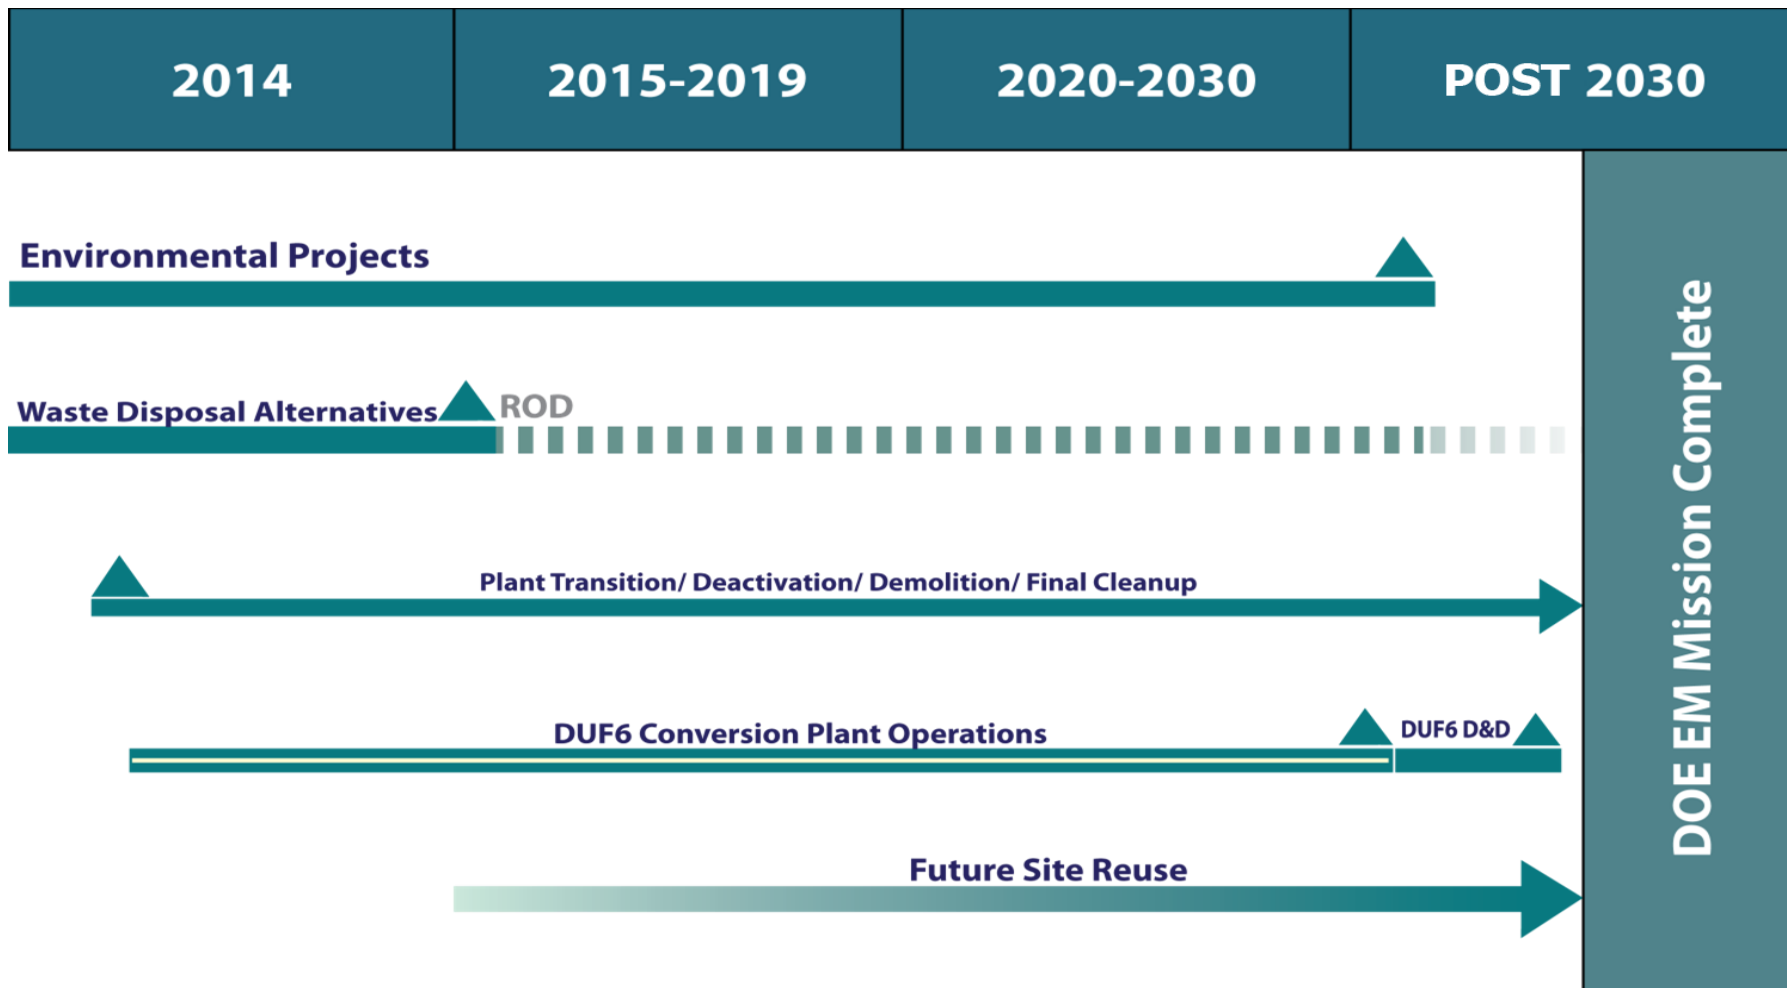 2014
2015-2019
2020-2030
POST 2030
Environmental Projects
Waste Disposal Alternatives
ROD
Plant Transition/ Deactivation/ Demolition/ Final Cleanup
DUF6 Conversion Plant Operations
DUF6 D&D
Future Site Reuse
DOE EM Mission Complete